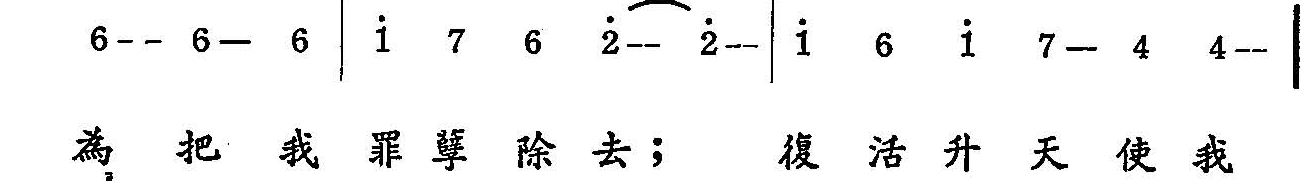 6-- 6— 6 | i̇ 7 6 2̇-- 2̇-- | i̇ 6 i̇ 7— 4 4--
為 把 我 罪 孽 除 去； 復 活 升 天 使 我